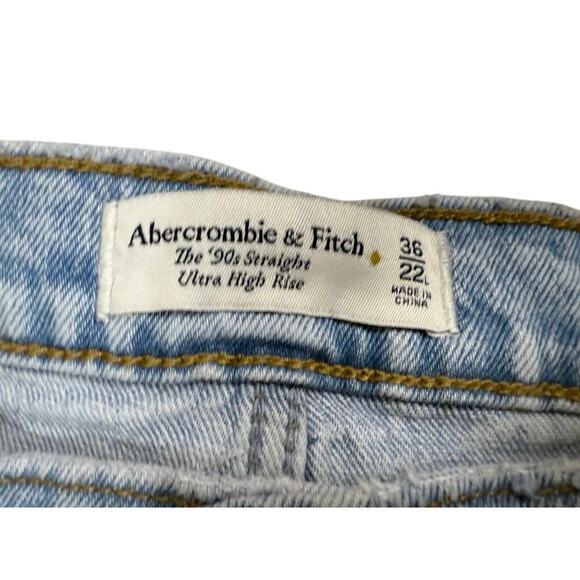 Abercrombie & Fitch
The '90s Straight
Ultra High Rise
36
22L
MADE IN
CHINA